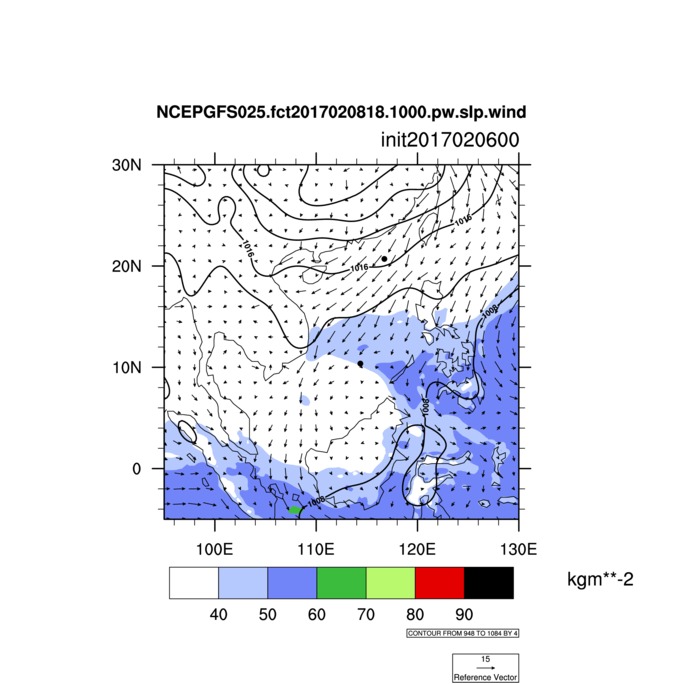 NCEPGFS025.fct2017020818.1000.pw.slp.wind
init2017020600
30N
1016
1016
20N
1016
1008
10N
1008
0
1008
100E 110E 120E 130E
kgm**-2
40 50 60 70 80 90
CONTOUR FROM 948 TO 1084 BY 4
15
Reference Vector